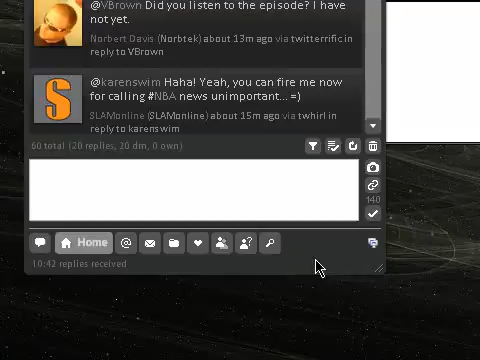 @VBrown Did you listen to the episode? I have
not yet.
Norbert Davis (Norbtek) about 13m ago via twitterrific in
reply to VBrown
S
@karenswim Haha! Yeah, you can fire me now
for calling #NBA news unimportant... =)
SLAMonline (SLAMonline) about 15m ago via twhirl in
reply to karenswim
60 total (20 replies, 20 dm, 0 own)
140
Home
@
10:42 replies received